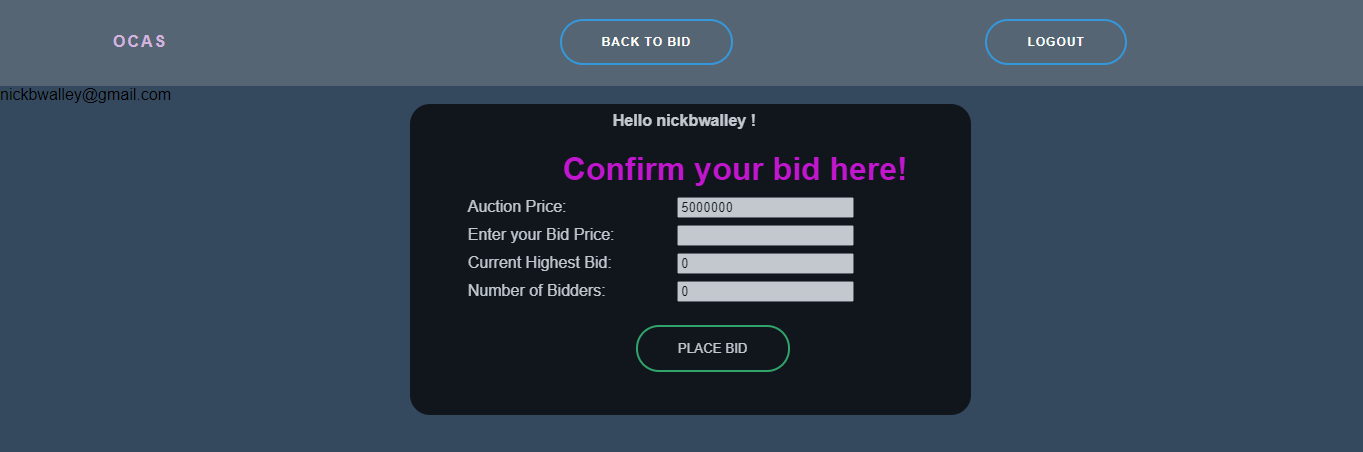 OCAS BACK TO BID LOGOUT
nickbwalley@gmail.com
Hello nickbwalley !
Confirm your bid here!
Auction Price: 5000000
Enter your Bid Price:
Current Highest Bid: 0
Number of Bidders: 0
PLACE BID